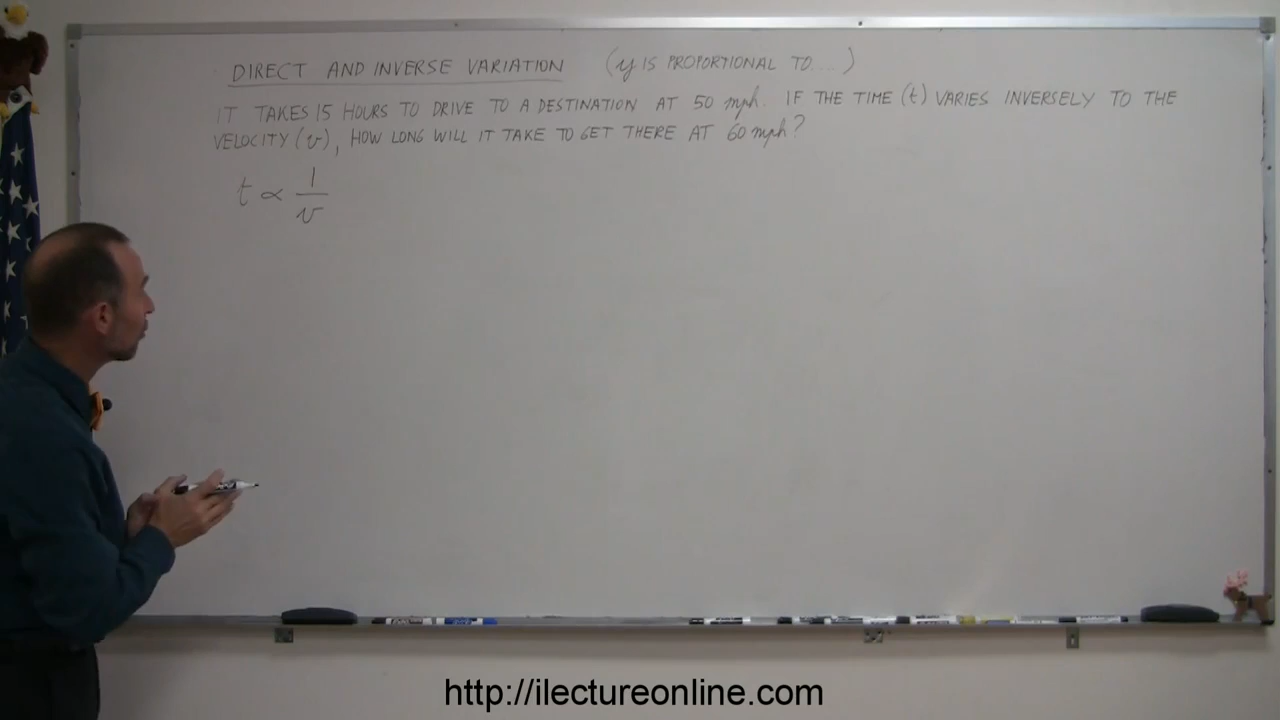 DIRECT AND INVERSE VARIATION (y IS PROPORTIONAL TO....)
IT TAKES 15 HOURS TO DRIVE TO A DESTINATION AT 50 mph. IF THE TIME (t) VARIES INVERSELY TO THE
VELOCITY (v), HOW LONG WILL IT TAKE TO GET THERE AT 60 mph?
t ∝ 1/v
http://ilectureonline.com